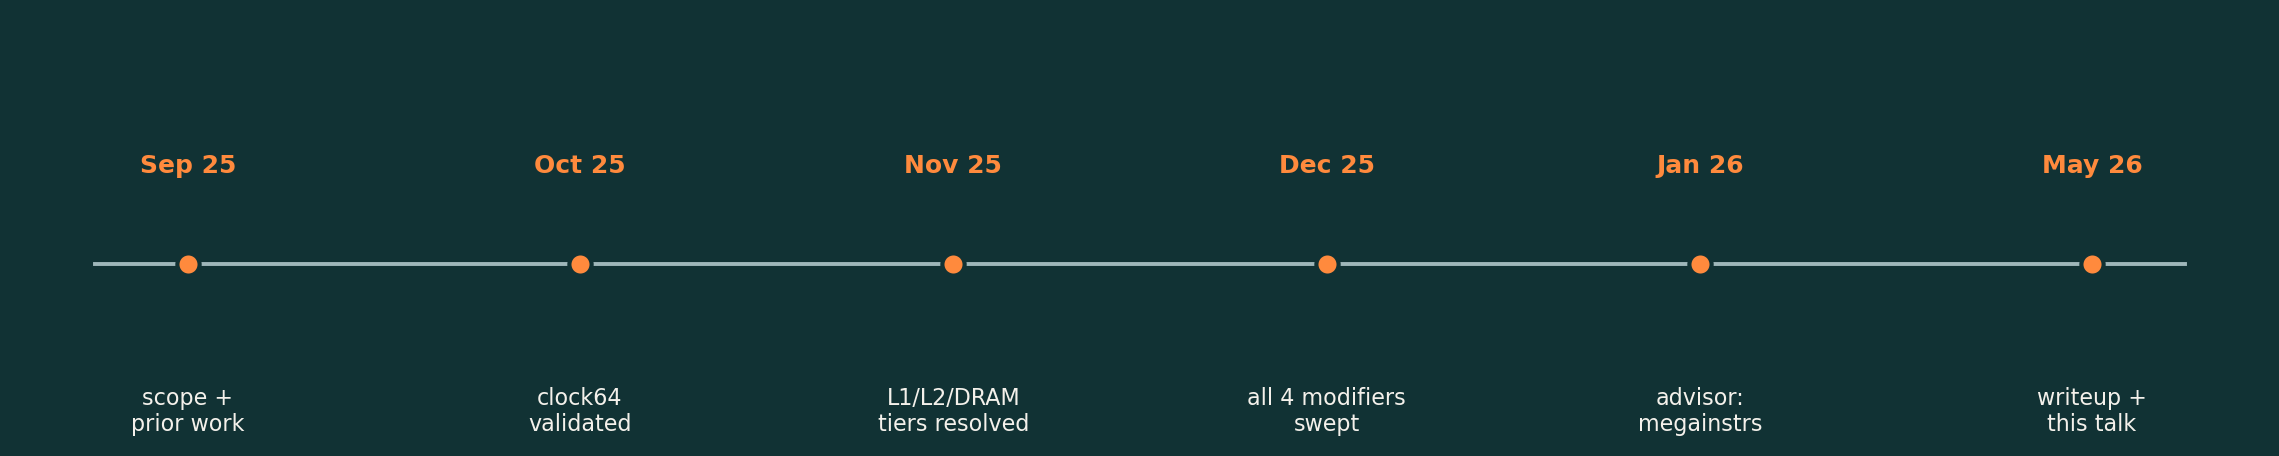 Sep 25
Oct 25
Nov 25
Dec 25
Jan 26
May 26
scope +
prior work
clock64
validated
L1/L2/DRAM
tiers resolved
all 4 modifiers
swept
advisor:
megainstrs
writeup +
this talk